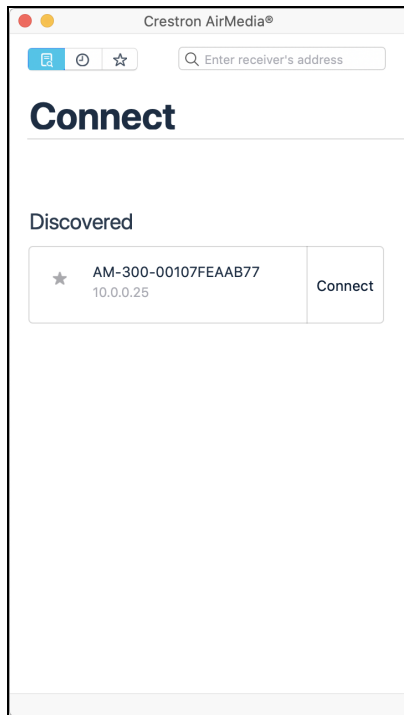 Crestron AirMedia®
Enter receiver's address
Connect
Discovered
AM-300-00107FEAAB77
10.0.0.25
Connect